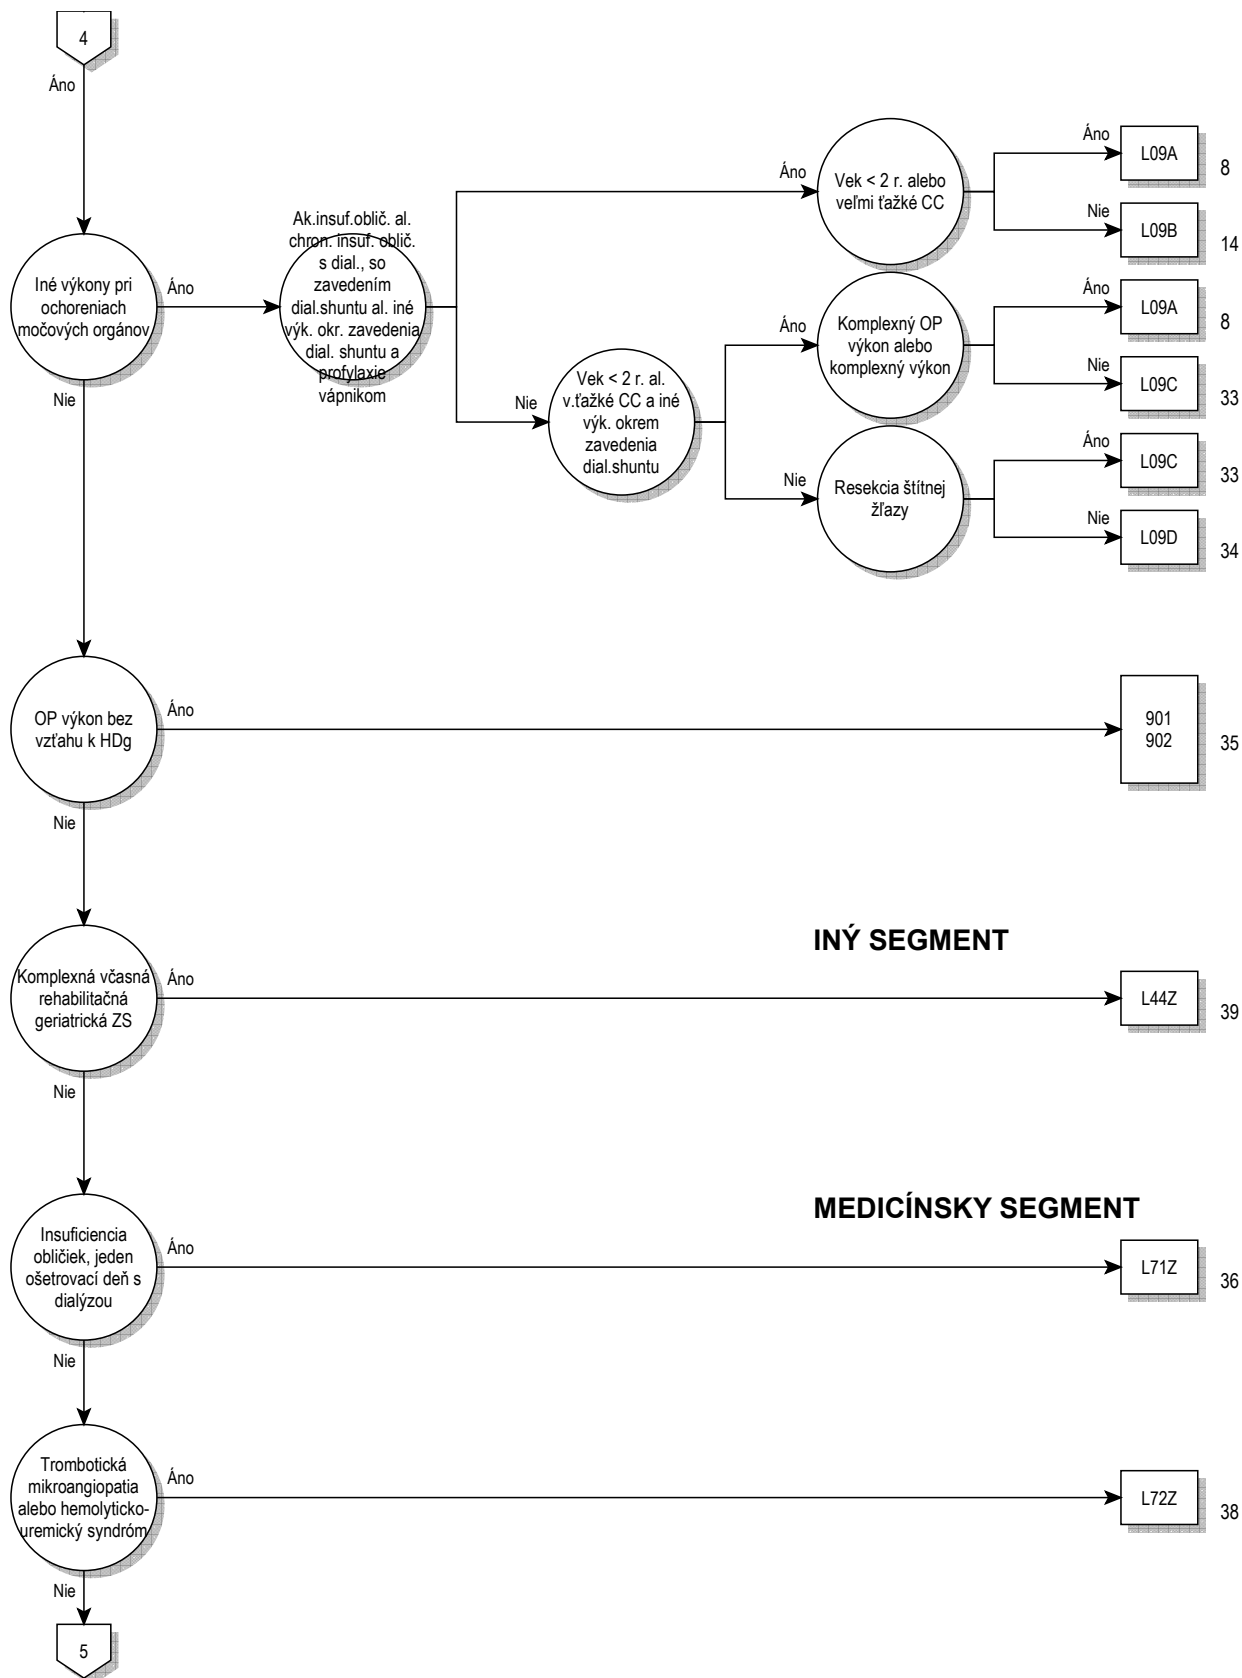 4
Áno
Iné výkony pri
ochoreniach
močových orgánov
Áno
Ak.insuf.oblič. al.
chron. insuf. oblič.
s dial., so
zavedením
dial.shuntu al. iné
výk. okr. zavedenia
dial. shuntu a
profylaxie
vápnikom
Áno
Vek < 2 r. alebo
veľmi ťažké CC
Áno
L09A
8
Nie
L09B
14
Nie
Vek < 2 r. al.
v.ťažké CC a iné
výk. okrem
zavedenia
dial.shuntu
Áno
Komplexný OP
výkon alebo
komplexný výkon
Áno
L09A
8
Nie
L09C
33
Nie
Resekcia štítnej
žľazy
Áno
L09C
33
Nie
L09D
34
Nie
OP výkon bez
vzťahu k HDg
Áno
901
902
35
Nie
INÝ SEGMENT
Komplexná včasná
rehabilitačná
geriatrická ZS
Áno
L44Z
39
Nie
MEDICÍNSKY SEGMENT
Insuficiencia
obličiek, jeden
ošetrovací deň s
dialýzou
Áno
L71Z
36
Nie
Trombotická
mikroangiopatia
alebo hemolyticko-
uremický syndróm
Áno
L72Z
38
Nie
5